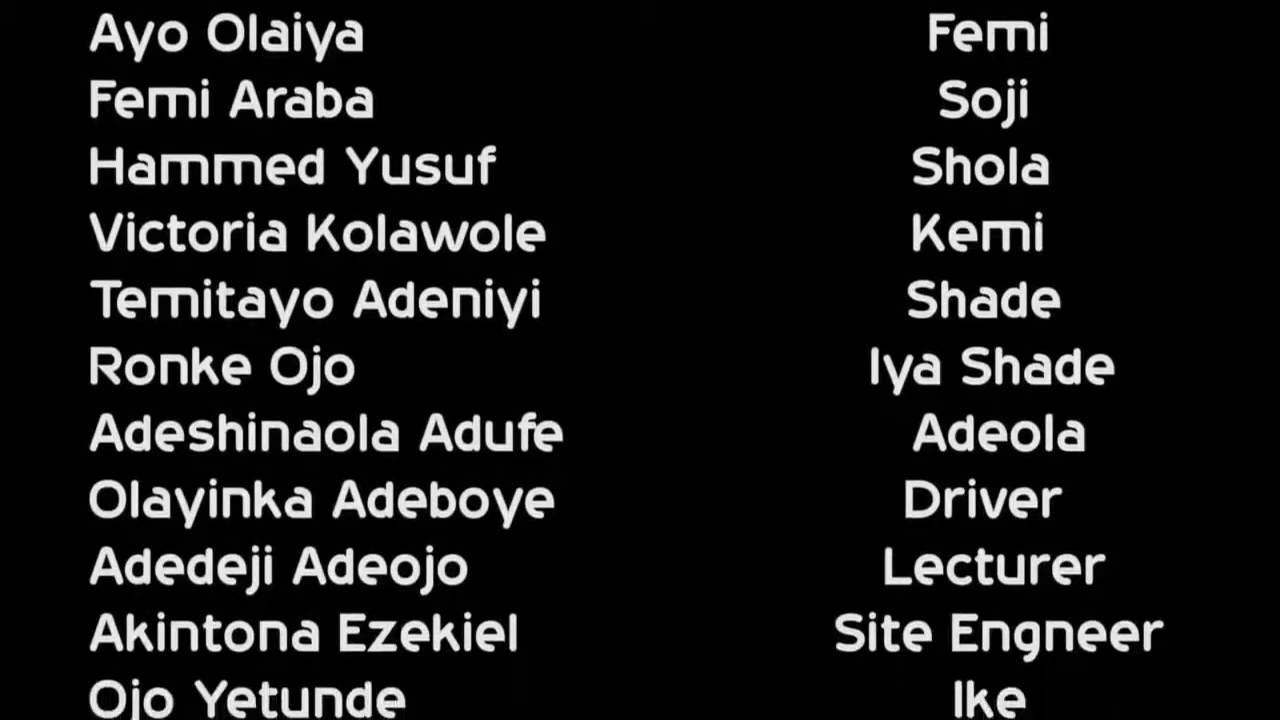 Ayo Olaiya Femi
Femi Araba Soji
Hammed Yusuf Shola
Victoria Kolawole Kemi
Temitayo Adeniyi Shade
Ronke Ojo Iya Shade
Adeshinaola Adufe Adeola
Olayinka Adeboye Driver
Adedeji Adeojo Lecturer
Akintona Ezekiel Site Engneer
Ojo Yetunde Ike